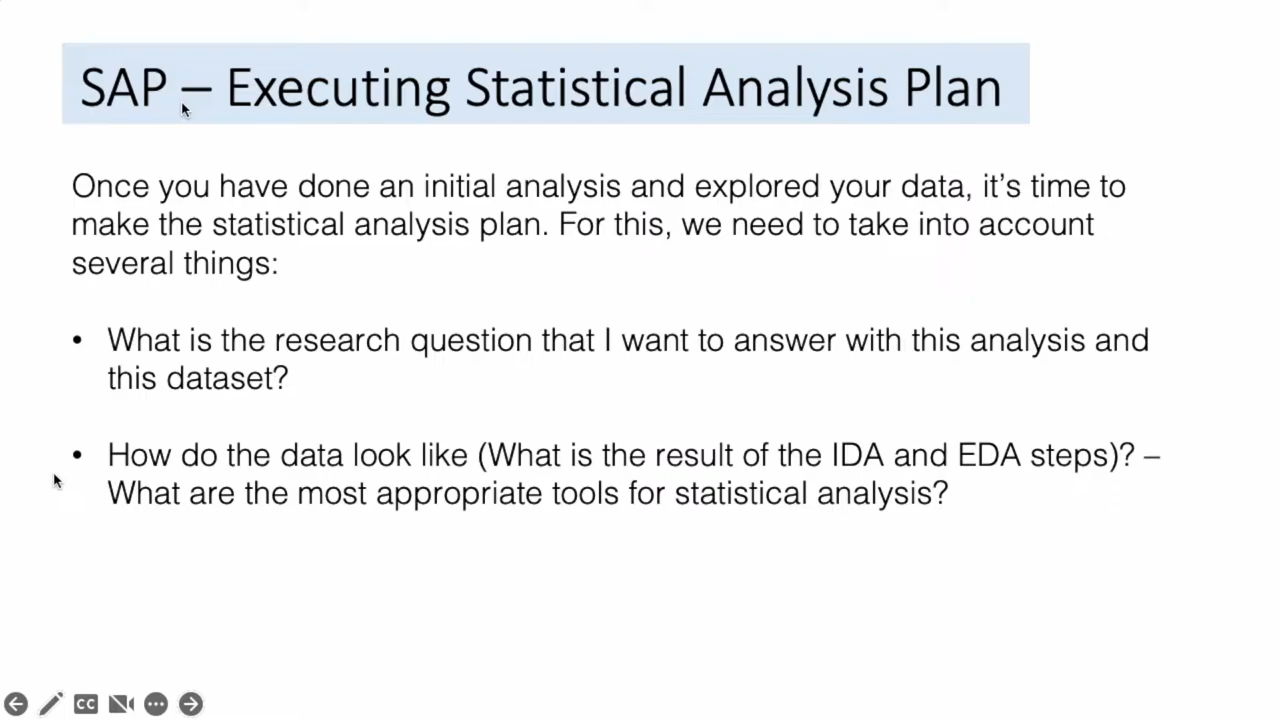 SAP – Executing Statistical Analysis Plan
Once you have done an initial analysis and explored your data, it’s time to
make the statistical analysis plan. For this, we need to take into account
several things:
• What is the research question that I want to answer with this analysis and
this dataset?
• How do the data look like (What is the result of the IDA and EDA steps)? –
What are the most appropriate tools for statistical analysis?
CC